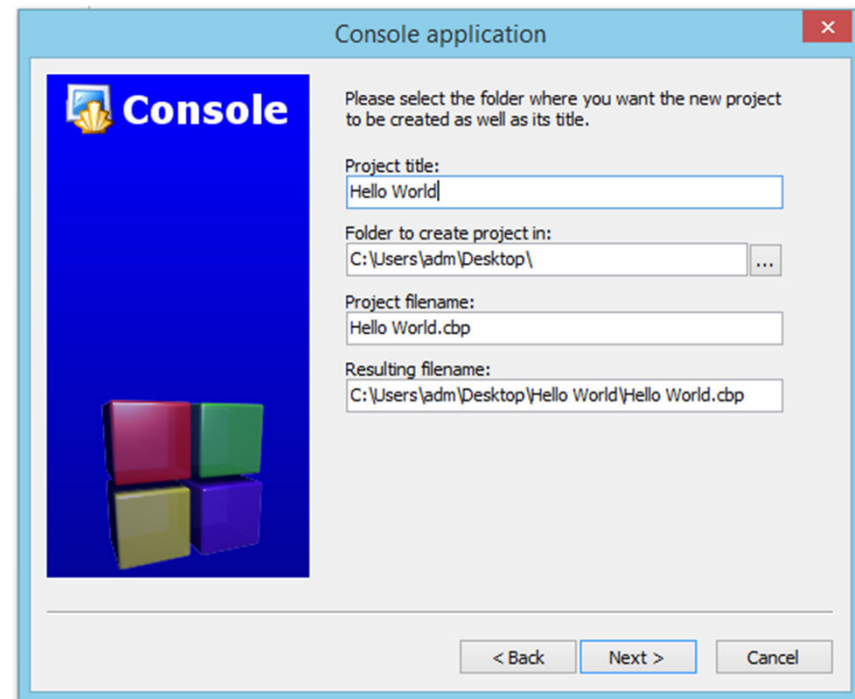 Console application
Console
Please select the folder where you want the new project
to be created as well as its title.
Project title:
Hello World
Folder to create project in:
C:\Users\adm\Desktop\
...
Project filename:
Hello World.cbp
Resulting filename:
C:\Users\adm\Desktop\Hello World\Hello World.cbp
< Back
Next >
Cancel